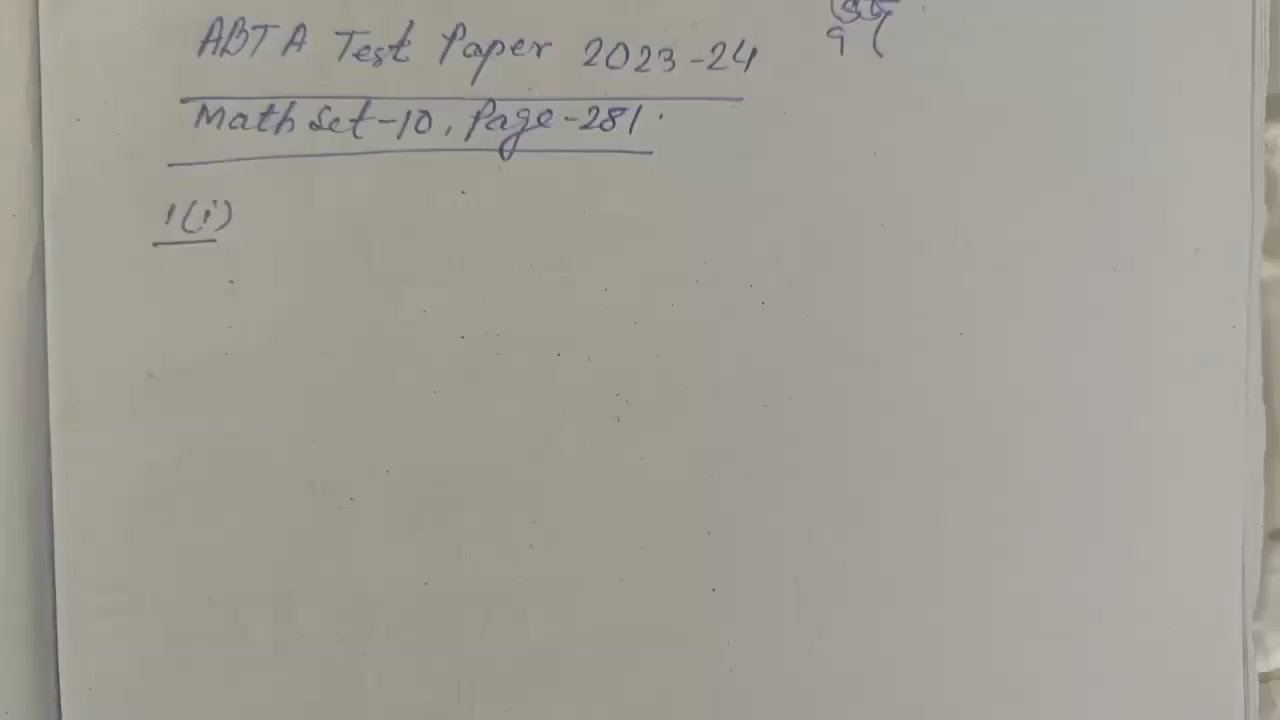 ABTA Test Paper 2023-24
Math Set-10, Page-281.
1(i)